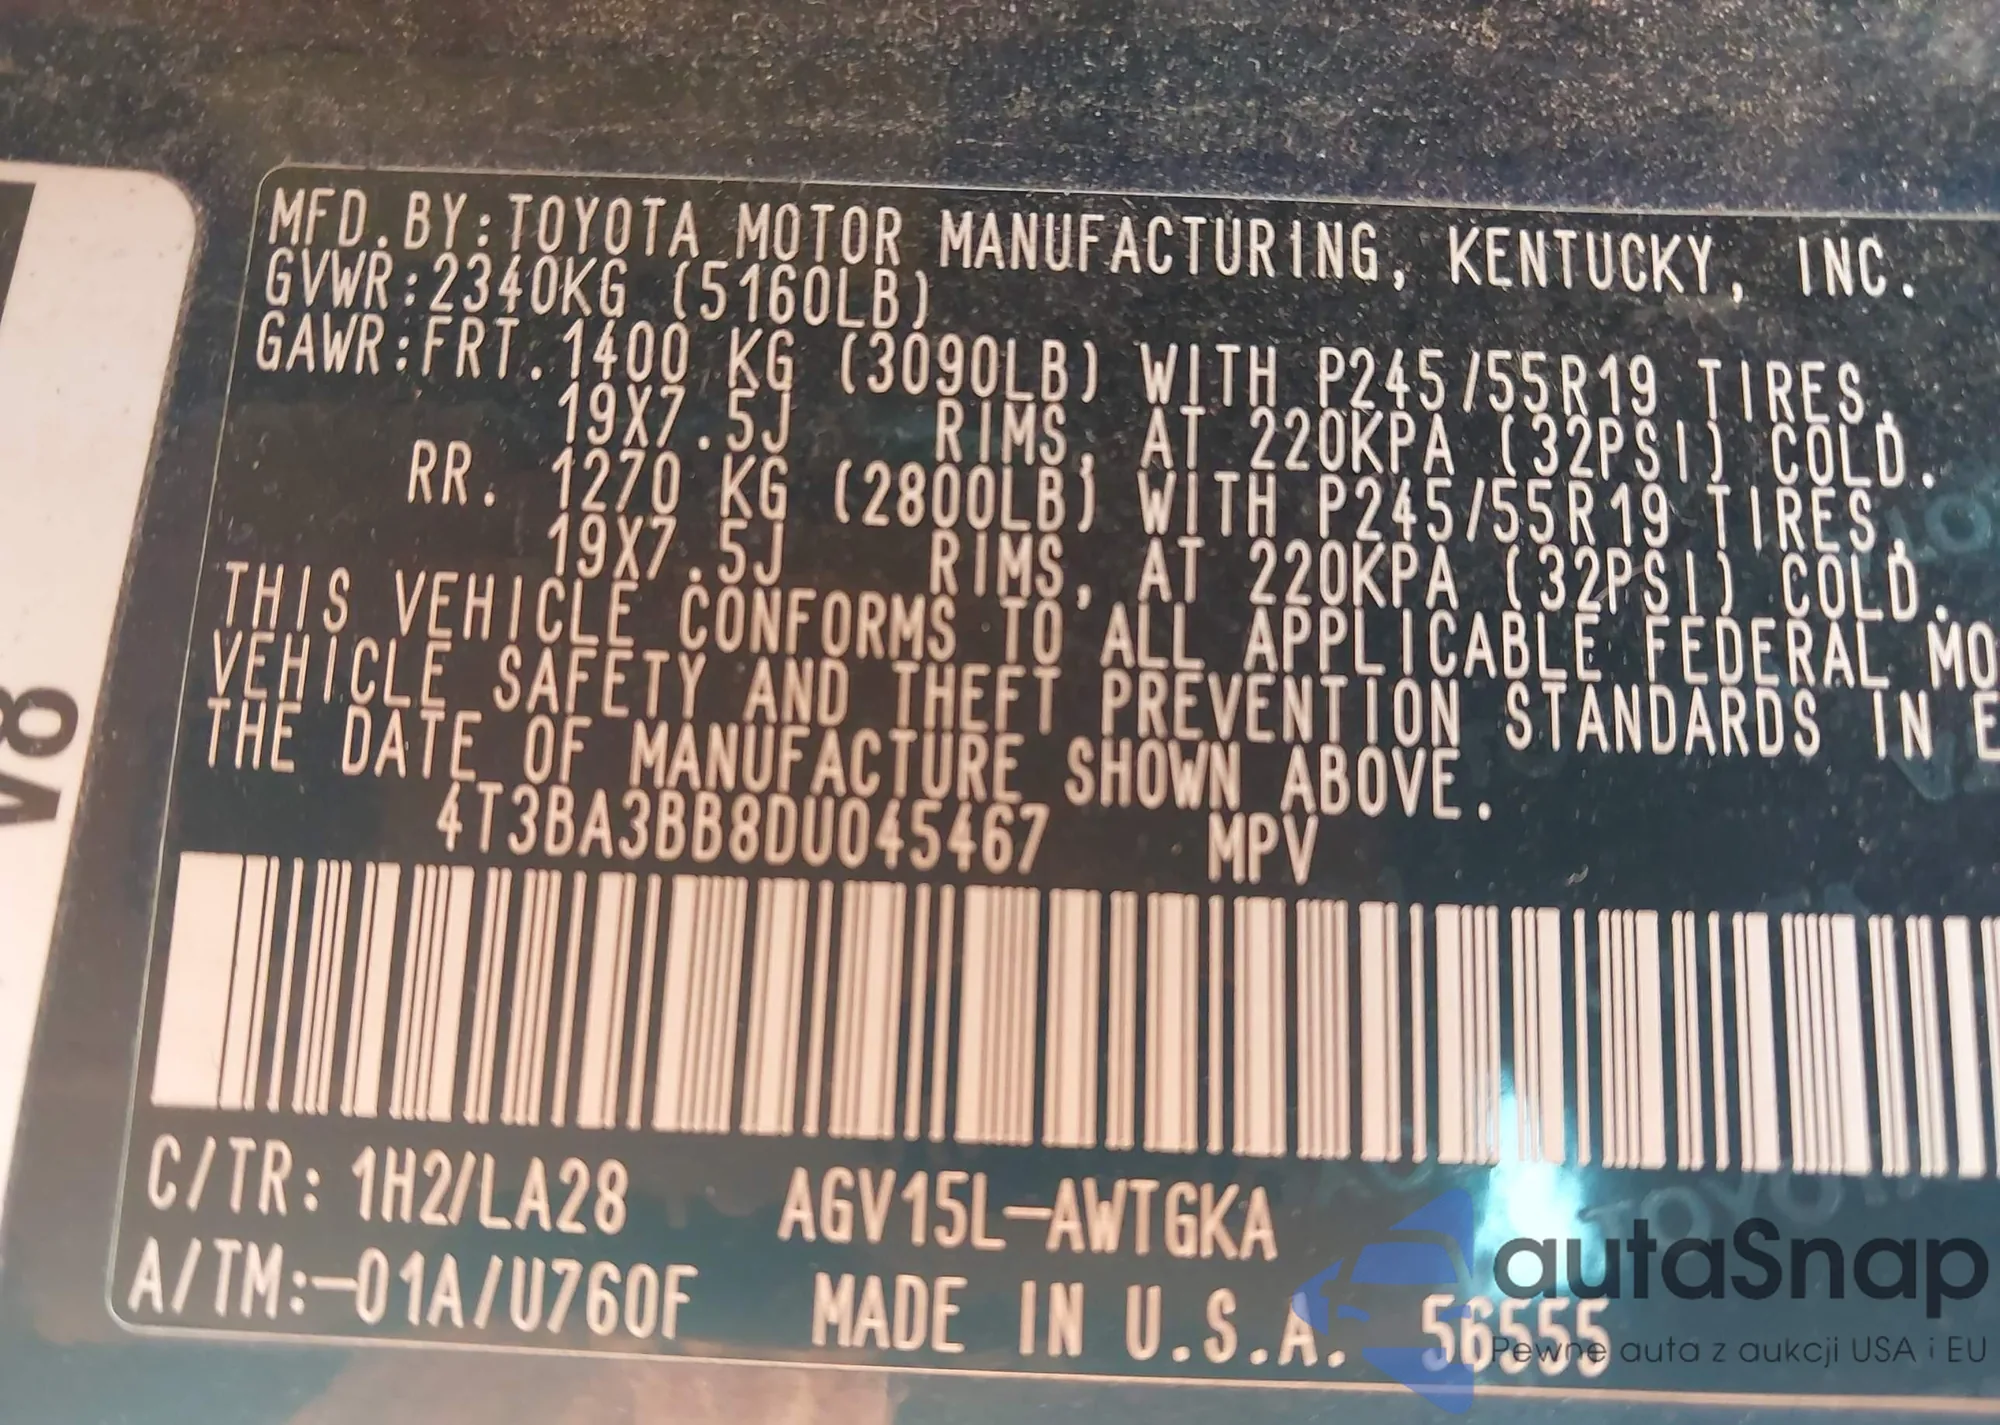 MFD.BY:TOYOTA MOTOR MANUFACTURING, KENTUCKY, INC.
GVWR:2340KG (5160LB)
GAWR:FRT.1400 KG (3090LB) WITH P245/55R19 TIRES,
19X7.5J RIMS, AT 220KPA (32PSI) COLD.
RR. 1270 KG (2800LB) WITH P245/55R19 TIRES,
19X7.5J RIMS, AT 220KPA (32PSI) COLD.
THIS VEHICLE CONFORMS TO ALL APPLICABLE FEDERAL MO
VEHICLE SAFETY AND THEFT PREVENTION STANDARDS IN E
THE DATE OF MANUFACTURE SHOWN ABOVE.
4T3BA3BB8DU045467 MPV
C/TR: 1H2/LA28 AGV15L-AWTGKA
A/TM:-01A/U760F MADE IN U.S.A. 56555
V8
autaSnap
Pewne auta z aukcji USA i EU